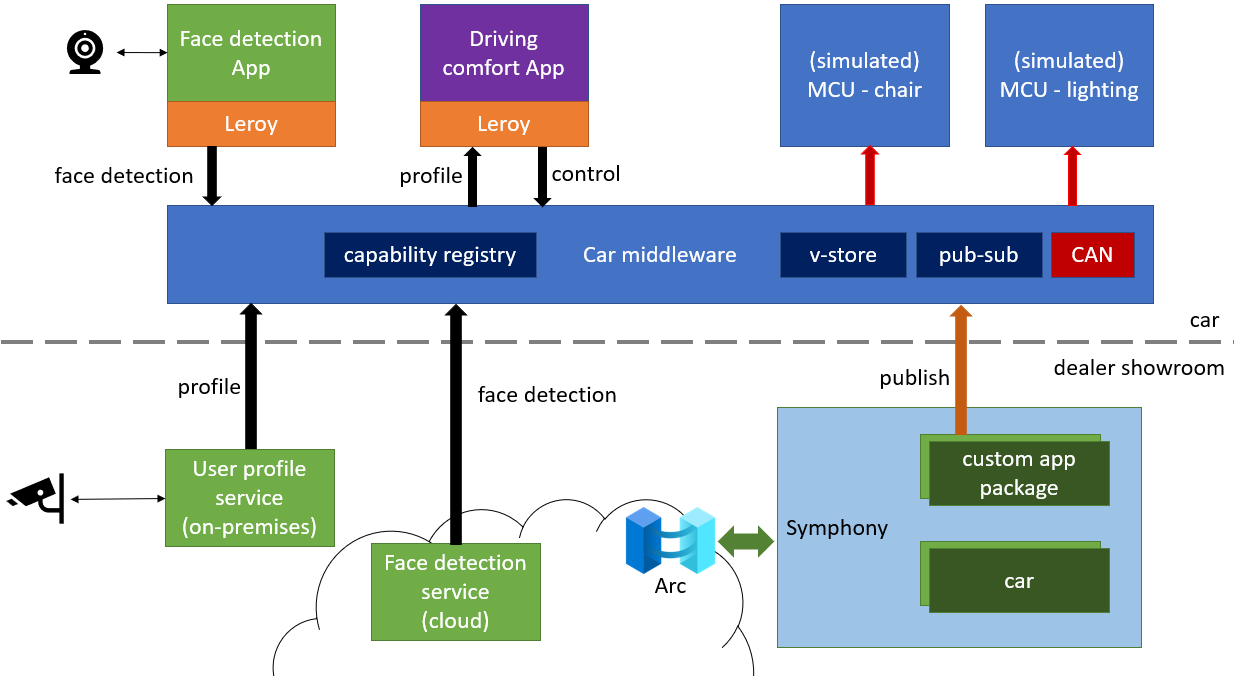 Face detection
App
Leroy
Driving
comfort App
Leroy
(simulated)
MCU - chair
(simulated)
MCU - lighting
face detection
profile
control
capability registry
Car middleware
v-store
pub-sub
CAN
car
dealer showroom
profile
face detection
publish
User profile
service
(on-premises)
Face detection
service
(cloud)
Arc
Symphony
custom app
package
car